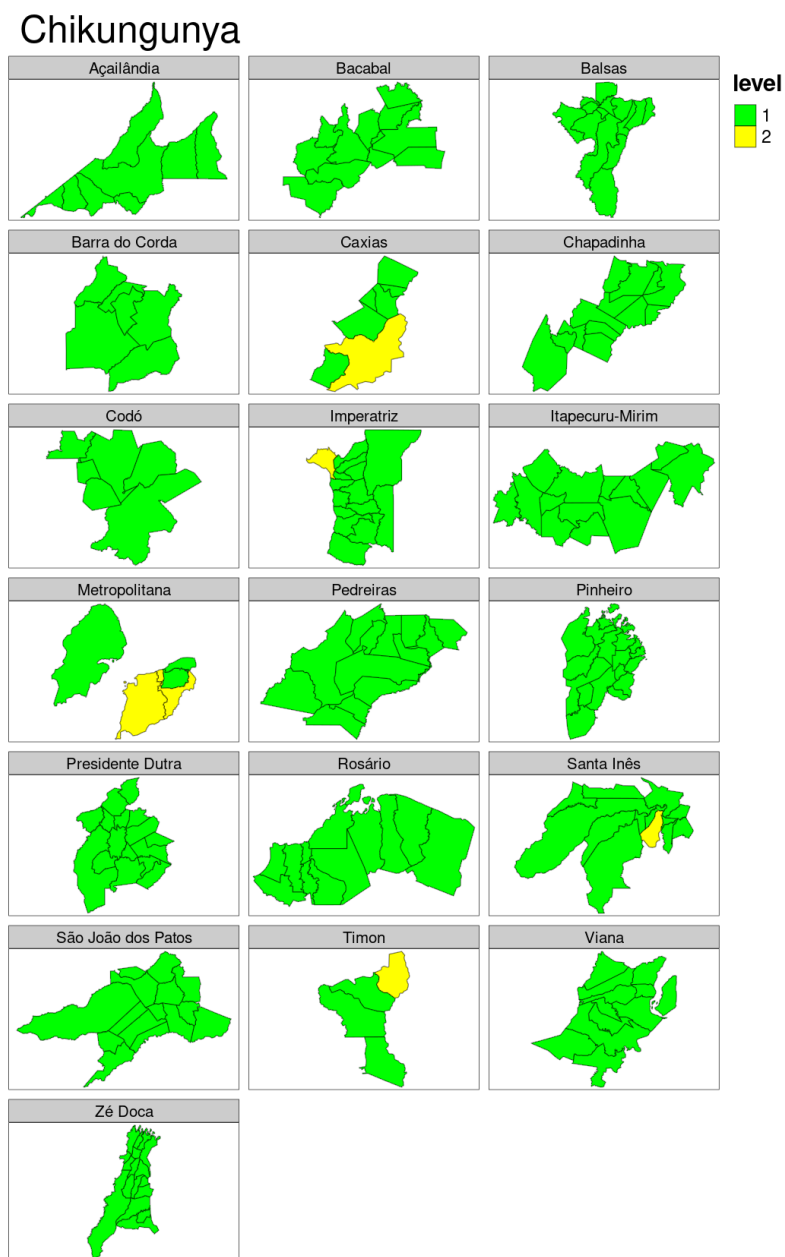 Chikungunya
Açailândia
Bacabal
Balsas
level
1
2
Barra do Corda
Caxias
Chapadinha
Codó
Imperatriz
Itapecuru-Mirim
Metropolitana
Pedreiras
Pinheiro
Presidente Dutra
Rosário
Santa Inês
São João dos Patos
Timon
Viana
Zé Doca